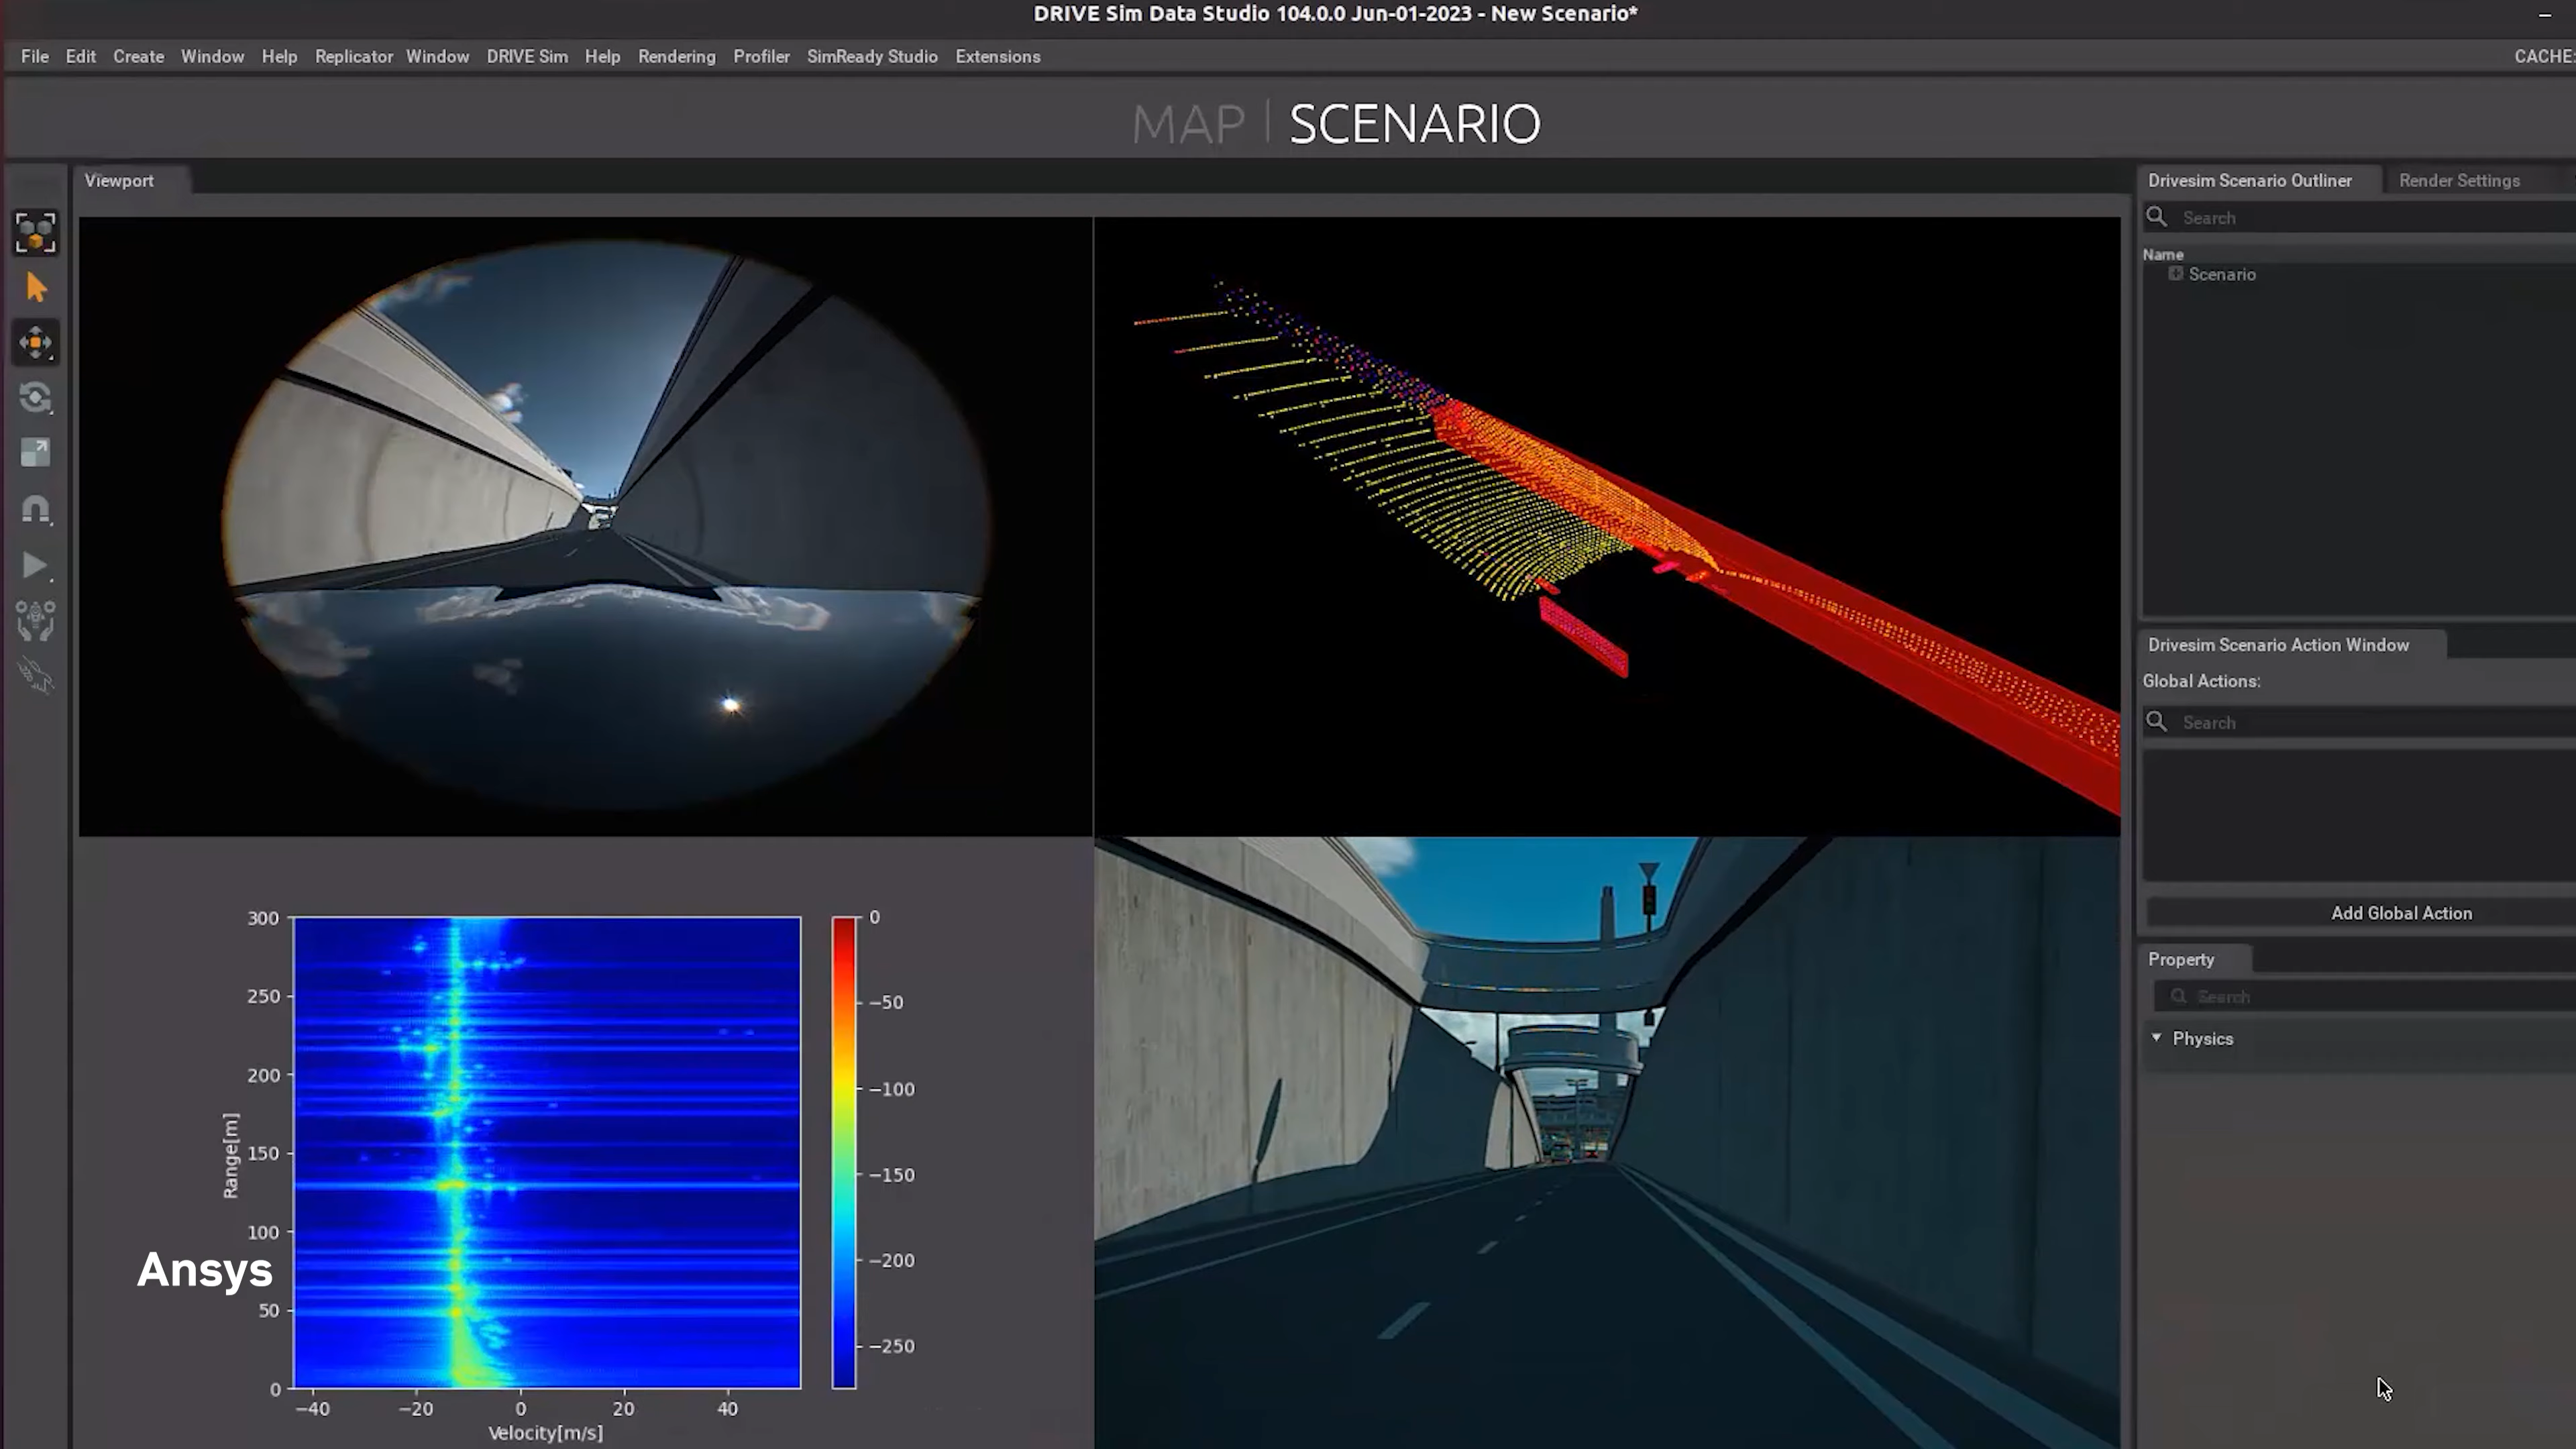 DRIVE Sim Data Studio 104.0.0 Jun-01-2023 - New Scenario*
File Edit Create Window Help Replicator Window DRIVE Sim Help Rendering Profiler SimReady Studio Extensions CACHE:
MAP | SCENARIO
Viewport
Drivesim Scenario Outliner Render Settings
Search
Name
Scenario
Drivesim Scenario Action Window
Global Actions:
Search
Add Global Action
Property
Search
Physics
300
250
200
150
100
50
0
Range[m]
−40 −20 0 20 40
Velocity[m/s]
0
−50
−100
−150
−200
−250
Ansys